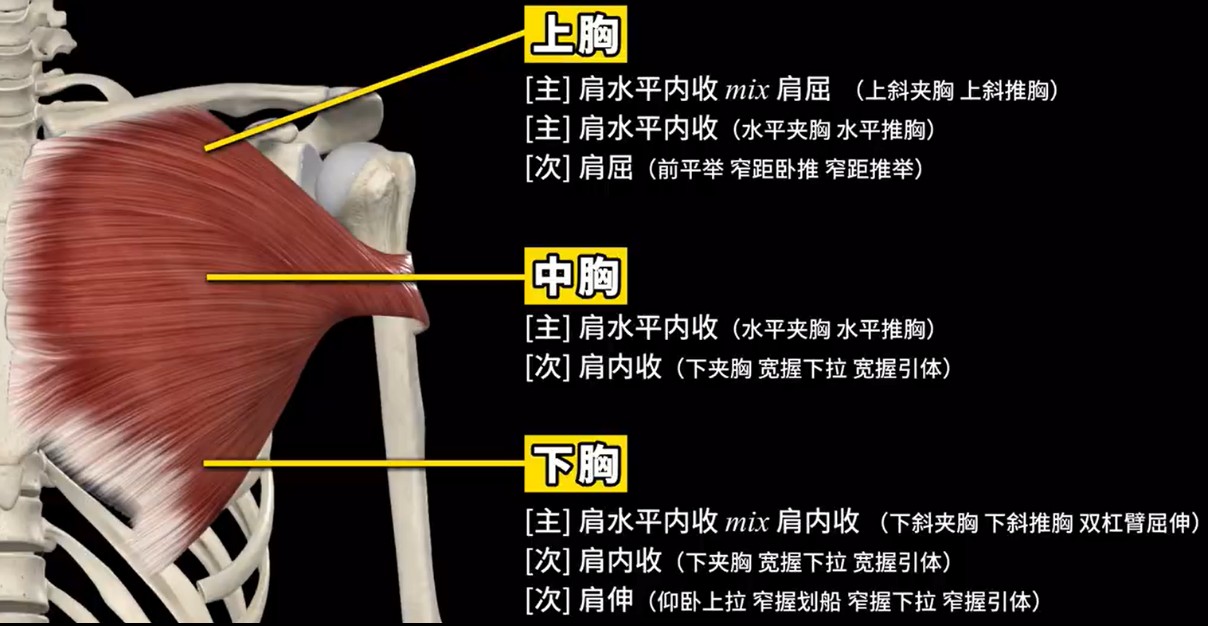 上胸
[主] 肩水平内收 mix 肩屈 （上斜夹胸 上斜推胸）
[主] 肩水平内收（水平夹胸 水平推胸）
[次] 肩屈（前平举 窄距卧推 窄距推举）
中胸
[主] 肩水平内收（水平夹胸 水平推胸）
[次] 肩内收（下夹胸 宽握下拉 宽握引体）
下胸
[主] 肩水平内收 mix 肩内收 （下斜夹胸 下斜推胸 双杠臂屈伸）
[次] 肩内收（下夹胸 宽握下拉 宽握引体）
[次] 肩伸（仰卧上拉 窄握划船 窄握下拉 窄握引体）